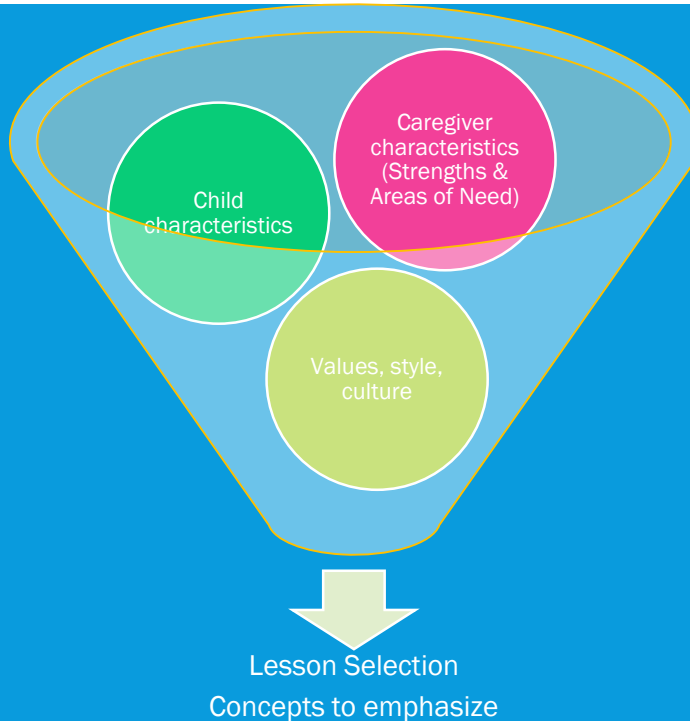 Caregiver
characteristics
(Strengths &
Areas of Need)
Child
characteristics
Values, style,
culture
Lesson Selection
Concepts to emphasize